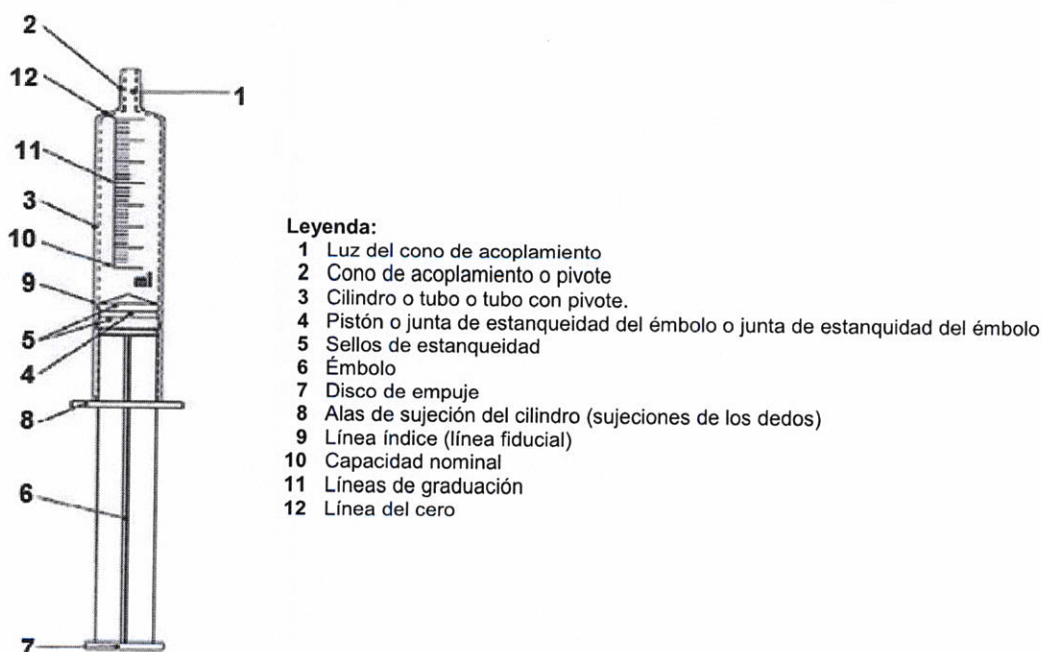 2
12
1
11
3
10
9
5
4
8
6
7
ml
Leyenda:
1 Luz del cono de acoplamiento
2 Cono de acoplamiento o pivote
3 Cilindro o tubo o tubo con pivote.
4 Pistón o junta de estanqueidad del émbolo o junta de estanquidad del émbolo
5 Sellos de estanqueidad
6 Émbolo
7 Disco de empuje
8 Alas de sujeción del cilindro (sujeciones de los dedos)
9 Línea índice (línea fiducial)
10 Capacidad nominal
11 Líneas de graduación
12 Línea del cero